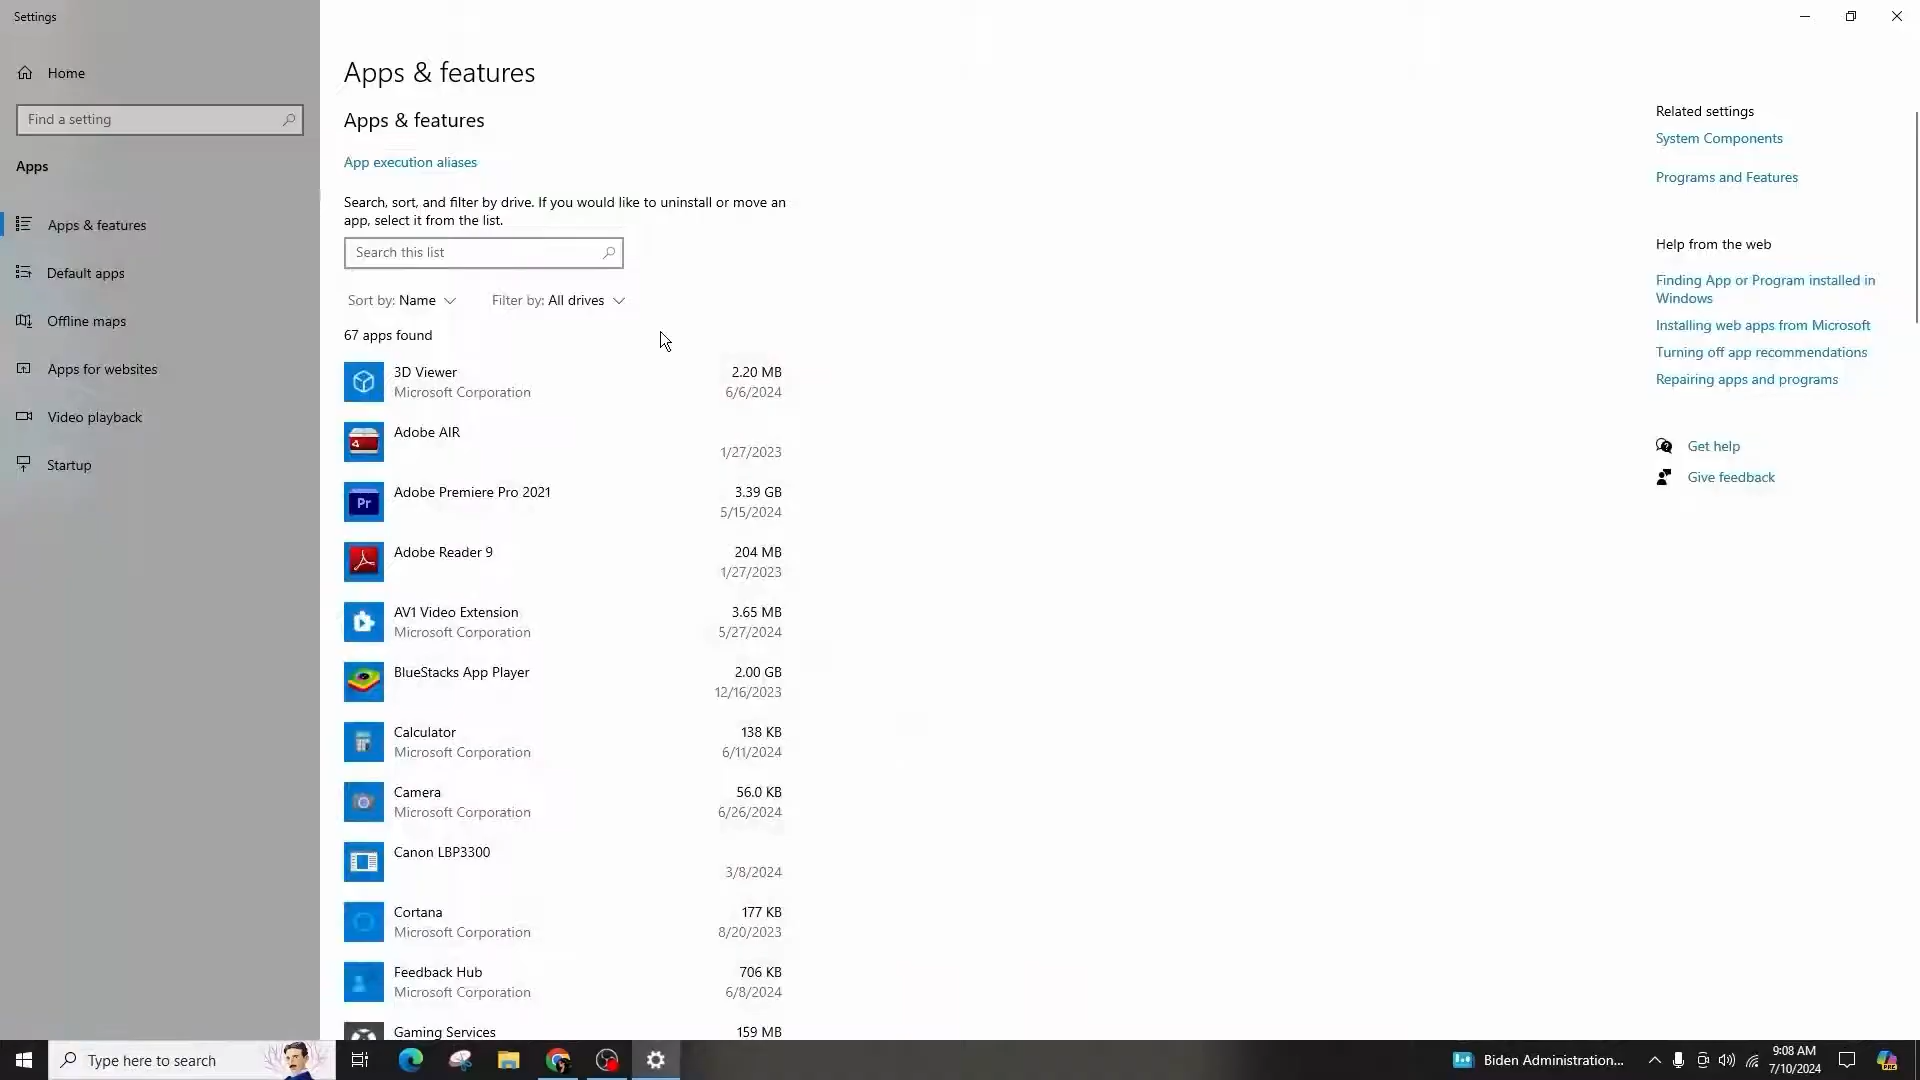 Settings
Home
Find a setting
Apps
Apps & features
Default apps
Offline maps
Apps for websites
Video playback
Startup
Apps & features
Apps & features
App execution aliases
Search, sort, and filter by drive. If you would like to uninstall or move an
app, select it from the list.
Search this list
Sort by: Name
Filter by: All drives
67 apps found
3D Viewer 2.20 MB
Microsoft Corporation 6/6/2024
Adobe AIR
1/27/2023
Adobe Premiere Pro 2021 3.39 GB
Pr 5/15/2024
Adobe Reader 9 204 MB
1/27/2023
AV1 Video Extension 3.65 MB
Microsoft Corporation 5/27/2024
BlueStacks App Player 2.00 GB
12/16/2023
Calculator 138 KB
Microsoft Corporation 6/11/2024
Camera 56.0 KB
Microsoft Corporation 6/26/2024
Canon LBP3300
3/8/2024
Cortana 177 KB
Microsoft Corporation 8/20/2023
Feedback Hub 706 KB
Microsoft Corporation 6/8/2024
Gaming Services 159 MB
Related settings
System Components
Programs and Features
Help from the web
Finding App or Program installed in
Windows
Installing web apps from Microsoft
Turning off app recommendations
Repairing apps and programs
Get help
Give feedback
Type here to search
Biden Administration...
9:08 AM
7/10/2024
PRE